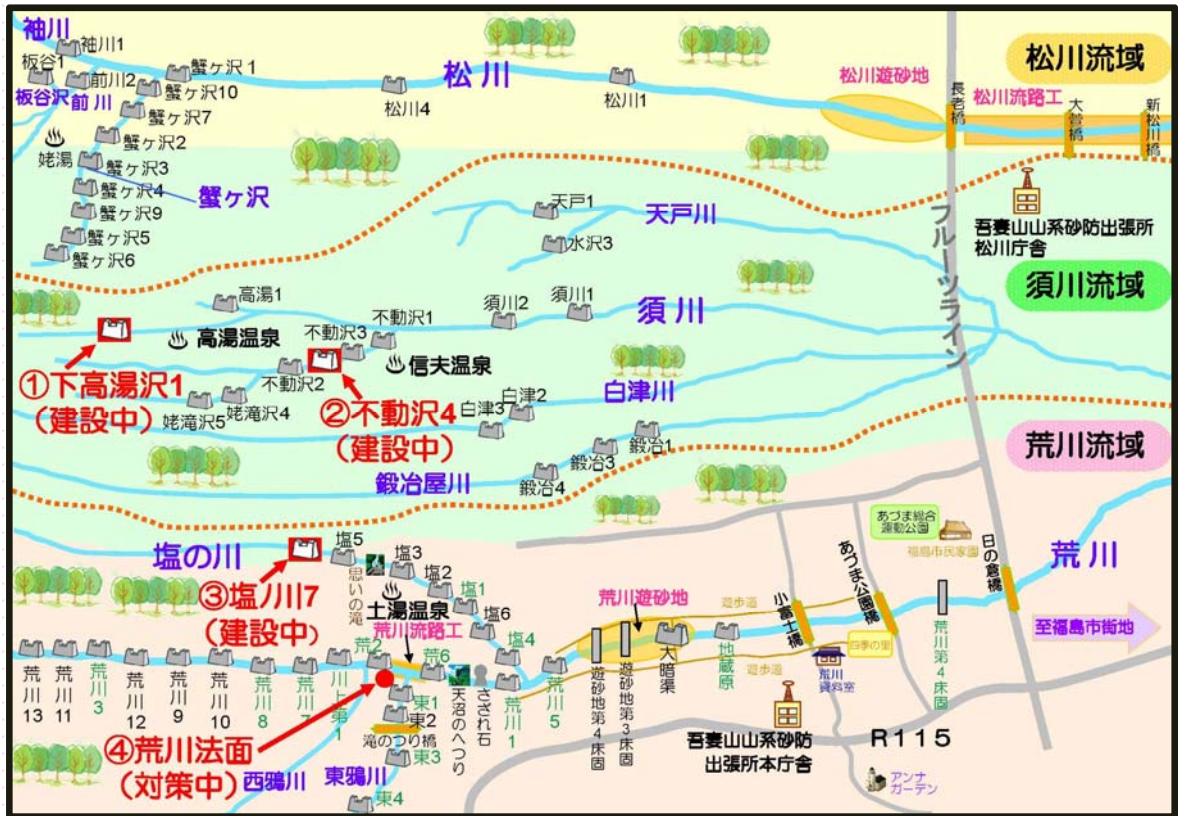 袖川
袖川1
板谷1
板谷沢
前川2
前川
蟹ヶ沢1
蟹ヶ沢10
蟹ヶ沢7
蟹ヶ沢2
姥湯
蟹ヶ沢3
蟹ヶ沢4
蟹ヶ沢9
蟹ヶ沢5
蟹ヶ沢6
蟹ヶ沢
松川
松川4
松川1
松川遊砂地
長老橋
松川流路工
大菅橋
新松川橋
松川流域
吾妻山山系砂防出張所
松川庁舎
フルーツライン
天戸1
天戸川
水沢3
須川流域
高湯1
高湯温泉
不動沢3
不動沢1
須川2
須川1
須川
①下高湯沢1
(建設中)
不動沢2
信夫温泉
②不動沢4
(建設中)
姥滝沢5
姥滝沢4
白津3
白津2
白津川
鍛冶屋川
鍛冶4
鍛冶3
鍛冶1
荒川流域
塩の川
③塩ノ川7
(建設中)
塩5
思いの滝
塩3
塩2
塩1
塩6
塩4
土湯温泉
荒川流路工
荒川遊砂地
遊歩道
遊歩道
小富士橋
あづま公園橋
あづま総合
運動公園
福島市民家園
日の倉橋
荒川
至福島市街地
四季の里
荒川
資料室
荒川第4床固
荒川13
荒川11
荒川3
荒川12
荒川9
荒川10
荒川8
荒川7
川上第1
荒2
荒6
東1
東2
滝のつり橋
東3
東4
天沼のへつり
さざれ石
荒川1
荒川5
遊砂地第4床固
遊砂地第3床固
大暗渠
地蔵原
④荒川法面
(対策中)
西鴉川
東鴉川
吾妻山山系砂防
出張所本庁舎
R115
アンナ
ガーデン